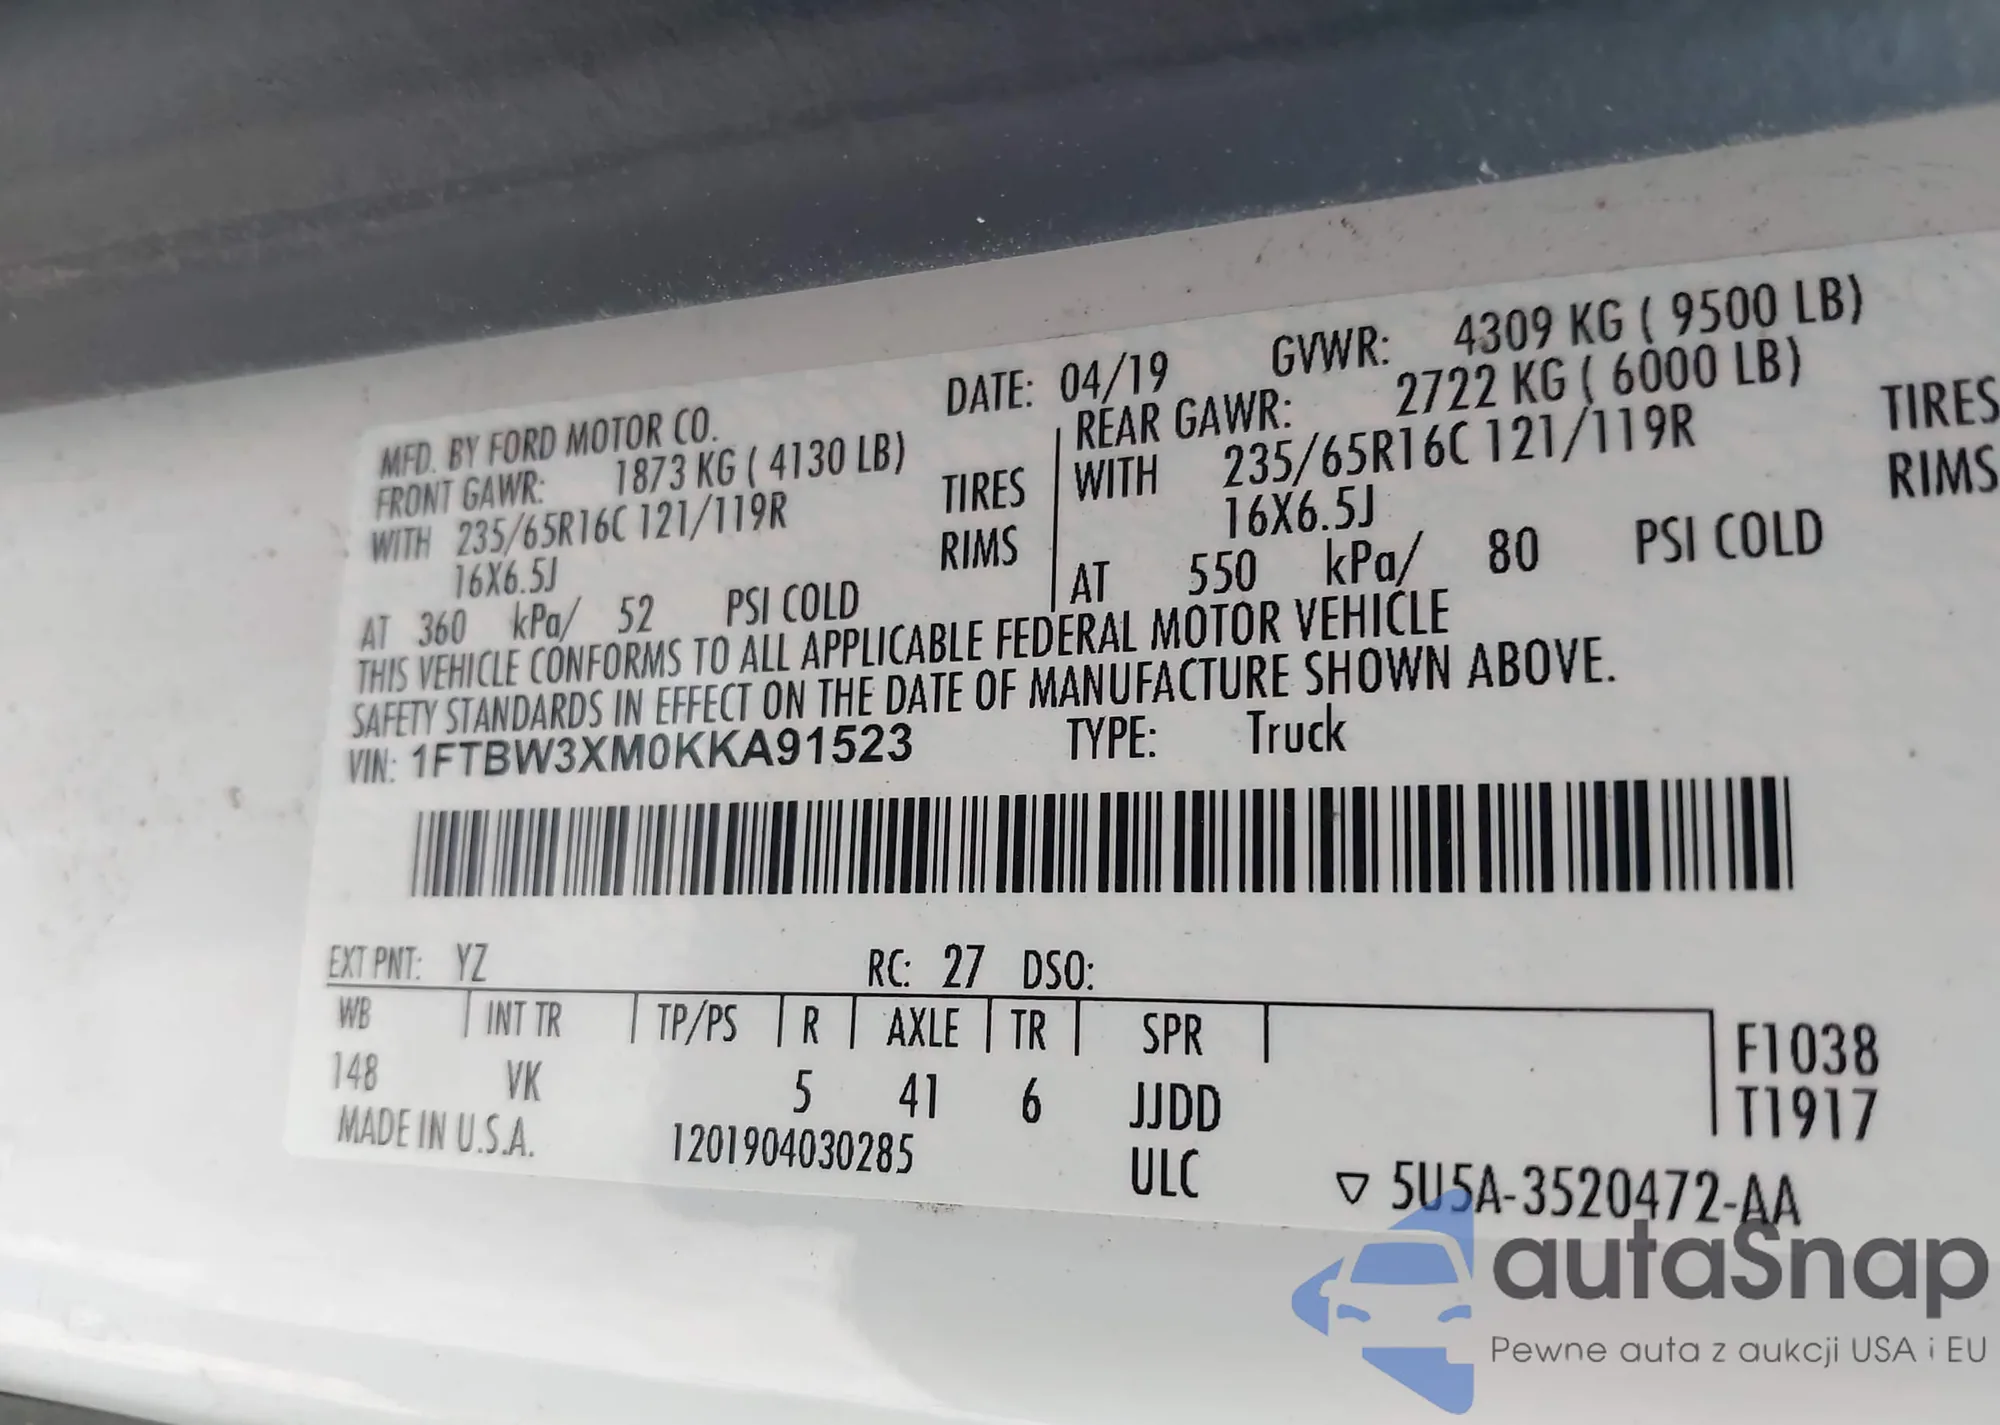 MFD. BY FORD MOTOR CO. DATE: 04/19 GVWR: 4309 KG ( 9500 LB)
FRONT GAWR: 1873 KG ( 4130 LB) REAR GAWR: 2722 KG ( 6000 LB)
WITH 235/65R16C 121/119R TIRES WITH 235/65R16C 121/119R TIRES
16X6.5J RIMS 16X6.5J RIMS
AT 360 kPa/ 52 PSI COLD AT 550 kPa/ 80 PSI COLD
THIS VEHICLE CONFORMS TO ALL APPLICABLE FEDERAL MOTOR VEHICLE
SAFETY STANDARDS IN EFFECT ON THE DATE OF MANUFACTURE SHOWN ABOVE.
VIN: 1FTBW3XM0KKA91523 TYPE: Truck
EXT PNT: YZ RC: 27 DSO:
WB INT TR TP/PS R AXLE TR SPR F1038
148 VK 5 41 6 JJDD T1917
MADE IN U.S.A. 1201904030285 ULC ▽ 5U5A-3520472-AA
autaSnap
Pewne auta z aukcji USA i EU